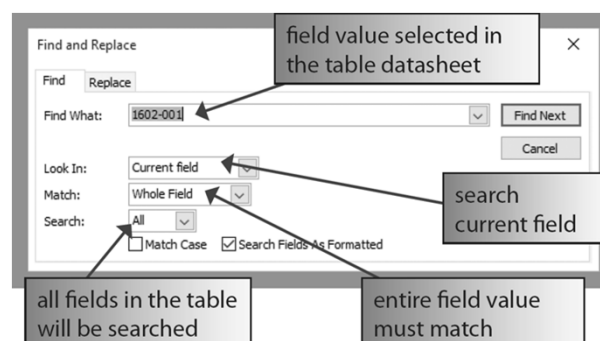 field value selected in
the table datasheet
Find and Replace
Find
Replace
Find What:
1602-001
Find Next
Cancel
Look In:
Current field
Match:
Whole Field
Search:
All
Match Case
Search Fields As Formatted
search
current field
all fields in the table
will be searched
entire field value
must match